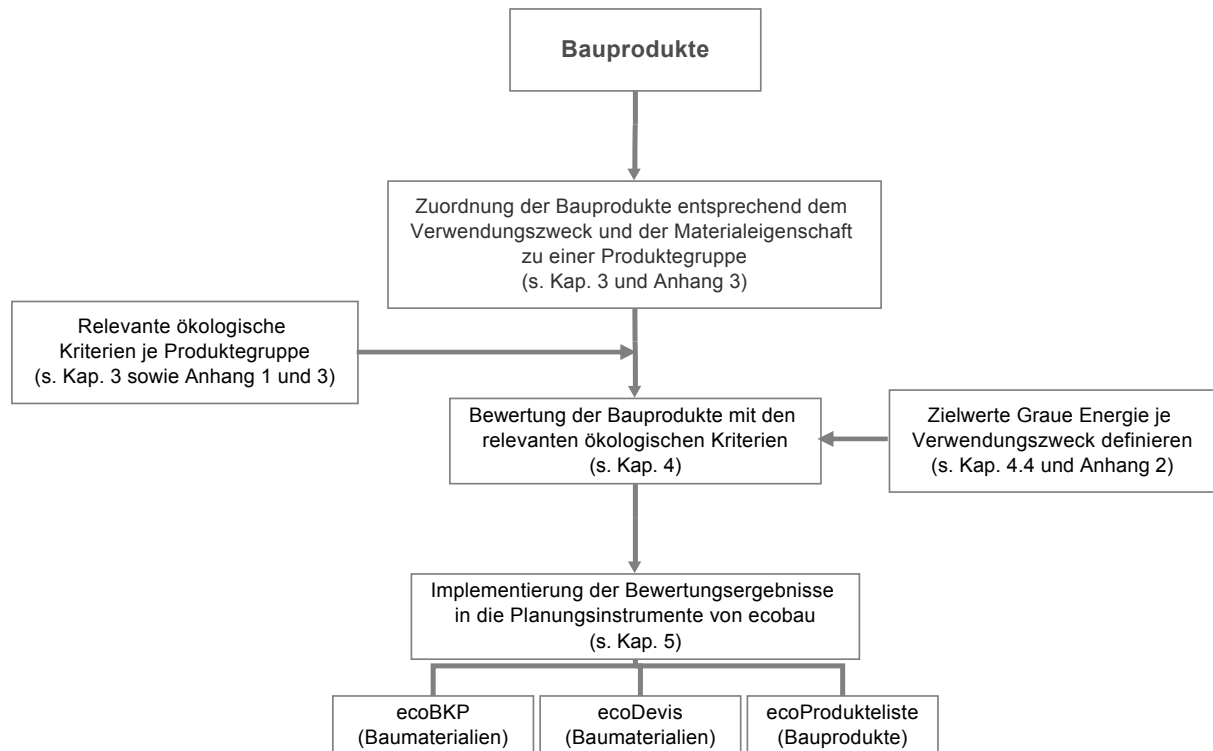 Bauprodukte
Zuordnung der Bauprodukte entsprechend dem
Verwendungszweck und der Materialeigenschaft
zu einer Produktegruppe
(s. Kap. 3 und Anhang 3)
Relevante ökologische
Kriterien je Produktegruppe
(s. Kap. 3 sowie Anhang 1 und 3)
Bewertung der Bauprodukte mit den
relevanten ökologischen Kriterien
(s. Kap. 4)
Zielwerte Graue Energie je
Verwendungszweck definieren
(s. Kap. 4.4 und Anhang 2)
Implementierung der Bewertungsergebnisse
in die Planungsinstrumente von ecobau
(s. Kap. 5)
ecoBKP
(Baumaterialien)
ecoDevis
(Baumaterialien)
ecoProdukteliste
(Bauprodukte)